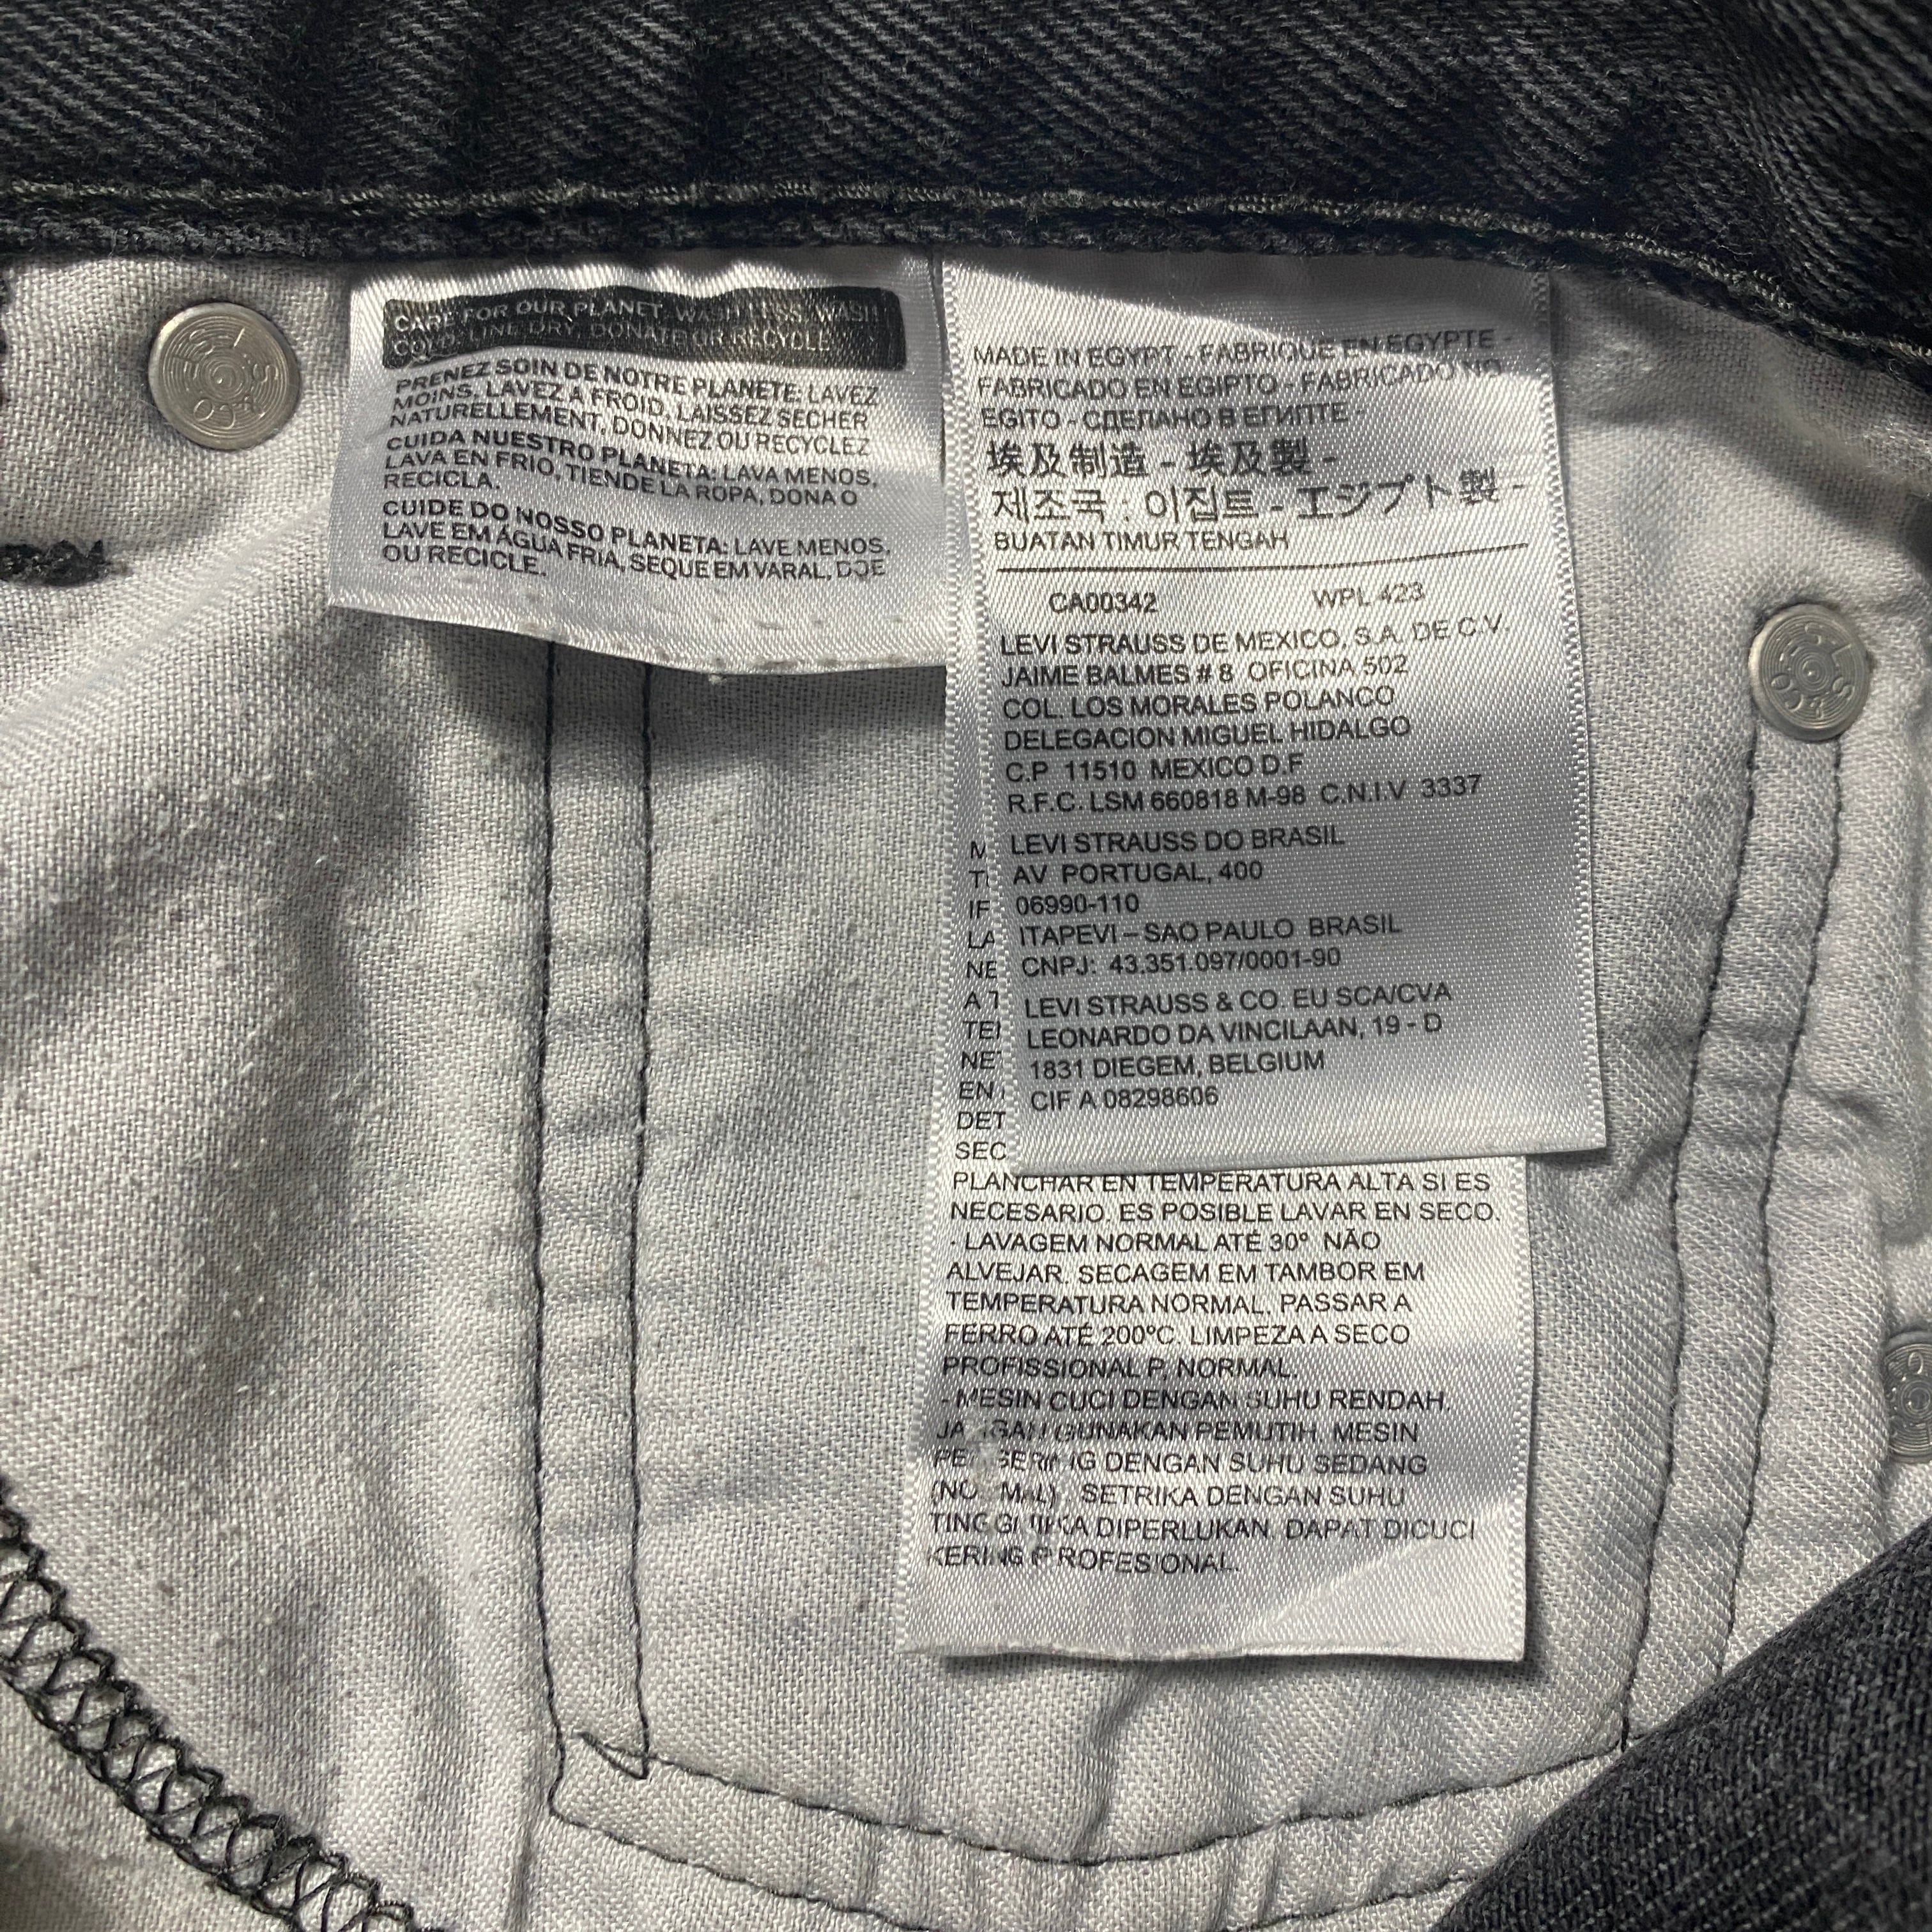 CARE FOR OUR PLANET: WASH LESS, WASH
COLD, LINE DRY, DONATE OR RECYCLE
PRENEZ SOIN DE NOTRE PLANETE: LAVEZ
MOINS, LAVEZ A FROID, LAISSEZ SECHER
NATURELLEMENT, DONNEZ OU RECYCLEZ
CUIDA NUESTRO PLANETA: LAVA MENOS,
LAVA EN FRIO, TIENDE LA ROPA, DONA O
RECICLA.
CUIDE DO NOSSO PLANETA: LAVE MENOS,
LAVE EM ÁGUA FRIA, SEQUE EM VARAL, DOE
OU RECICLE.
MADE IN EGYPT - FABRIQUE EN EGYPTE -
FABRICADO EN EGIPTO - FABRICADO NO
EGITO - СДЕЛАНО В ЕГИПТЕ -
埃及制造 - 埃及製 -
제조국 : 이집트 - エジプト製 -
BUATAN TIMUR TENGAH
CA00342 WPL 423
LEVI STRAUSS DE MEXICO, S.A. DE C.V
JAIME BALMES # 8 OFICINA 502
COL. LOS MORALES POLANCO
DELEGACION MIGUEL HIDALGO
C.P 11510 MEXICO D.F
R.F.C. LSM 660818 M-98 C.N.I.V 3337
LEVI STRAUSS DO BRASIL
AV PORTUGAL, 400
06990-110
ITAPEVI – SAO PAULO BRASIL
CNPJ: 43.351.097/0001-90
LEVI STRAUSS & CO. EU SCA/CVA
LEONARDO DA VINCILAAN, 19 - D
1831 DIEGEM, BELGIUM
CIF A 08298606
LA
NE
DET
SEC
PLANCHAR EN TEMPERATURA ALTA SI ES
NECESARIO. ES POSIBLE LAVAR EN SECO.
- LAVAGEM NORMAL ATÉ 30° NÃO
ALVEJAR. SECAGEM EM TAMBOR EM
TEMPERATURA NORMAL. PASSAR A
FERRO ATÉ 200ºC. LIMPEZA A SECO
PROFISSIONAL P, NORMAL.
- MESIN CUCI DENGAN SUHU RENDAH.
JANGAN GUNAKAN PEMUTIH. MESIN
PENGERING DENGAN SUHU SEDANG
(NORMAL). SETRIKA DENGAN SUHU
TINGGI JIKA DIPERLUKAN. DAPAT DICUCI
KERING PROFESIONAL.